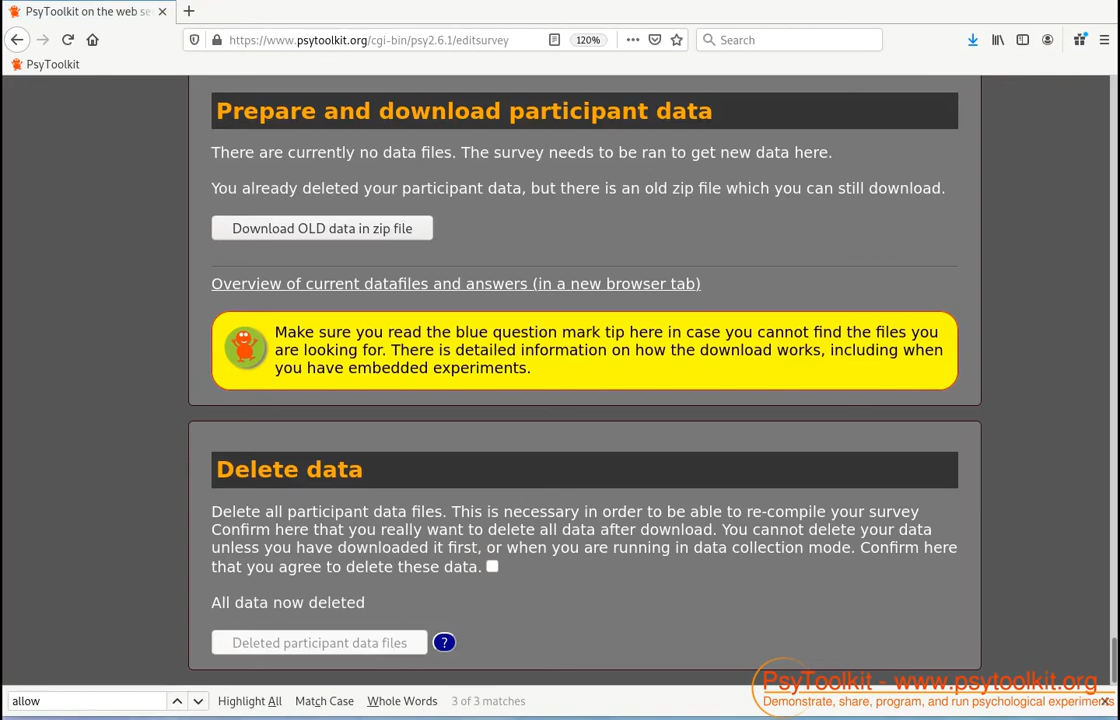 PsyToolkit on the web se
https://www.psytoolkit.org/cgi-bin/psy2.6.1/editsurvey
120%
Search
PsyToolkit
Prepare and download participant data
There are currently no data files. The survey needs to be ran to get new data here.
You already deleted your participant data, but there is an old zip file which you can still download.
Download OLD data in zip file
Overview of current datafiles and answers (in a new browser tab)
Make sure you read the blue question mark tip here in case you cannot find the files you
are looking for. There is detailed information on how the download works, including when
you have embedded experiments.
Delete data
Delete all participant data files. This is necessary in order to be able to re-compile your survey
Confirm here that you really want to delete all data after download. You cannot delete your data
unless you have downloaded it first, or when you are running in data collection mode. Confirm here
that you agree to delete these data.
All data now deleted
Deleted participant data files ?
PsyToolkit - www.psytoolkit.org
Demonstrate, share, program, and run psychological experiments
allow Highlight All Match Case Whole Words 3 of 3 matches